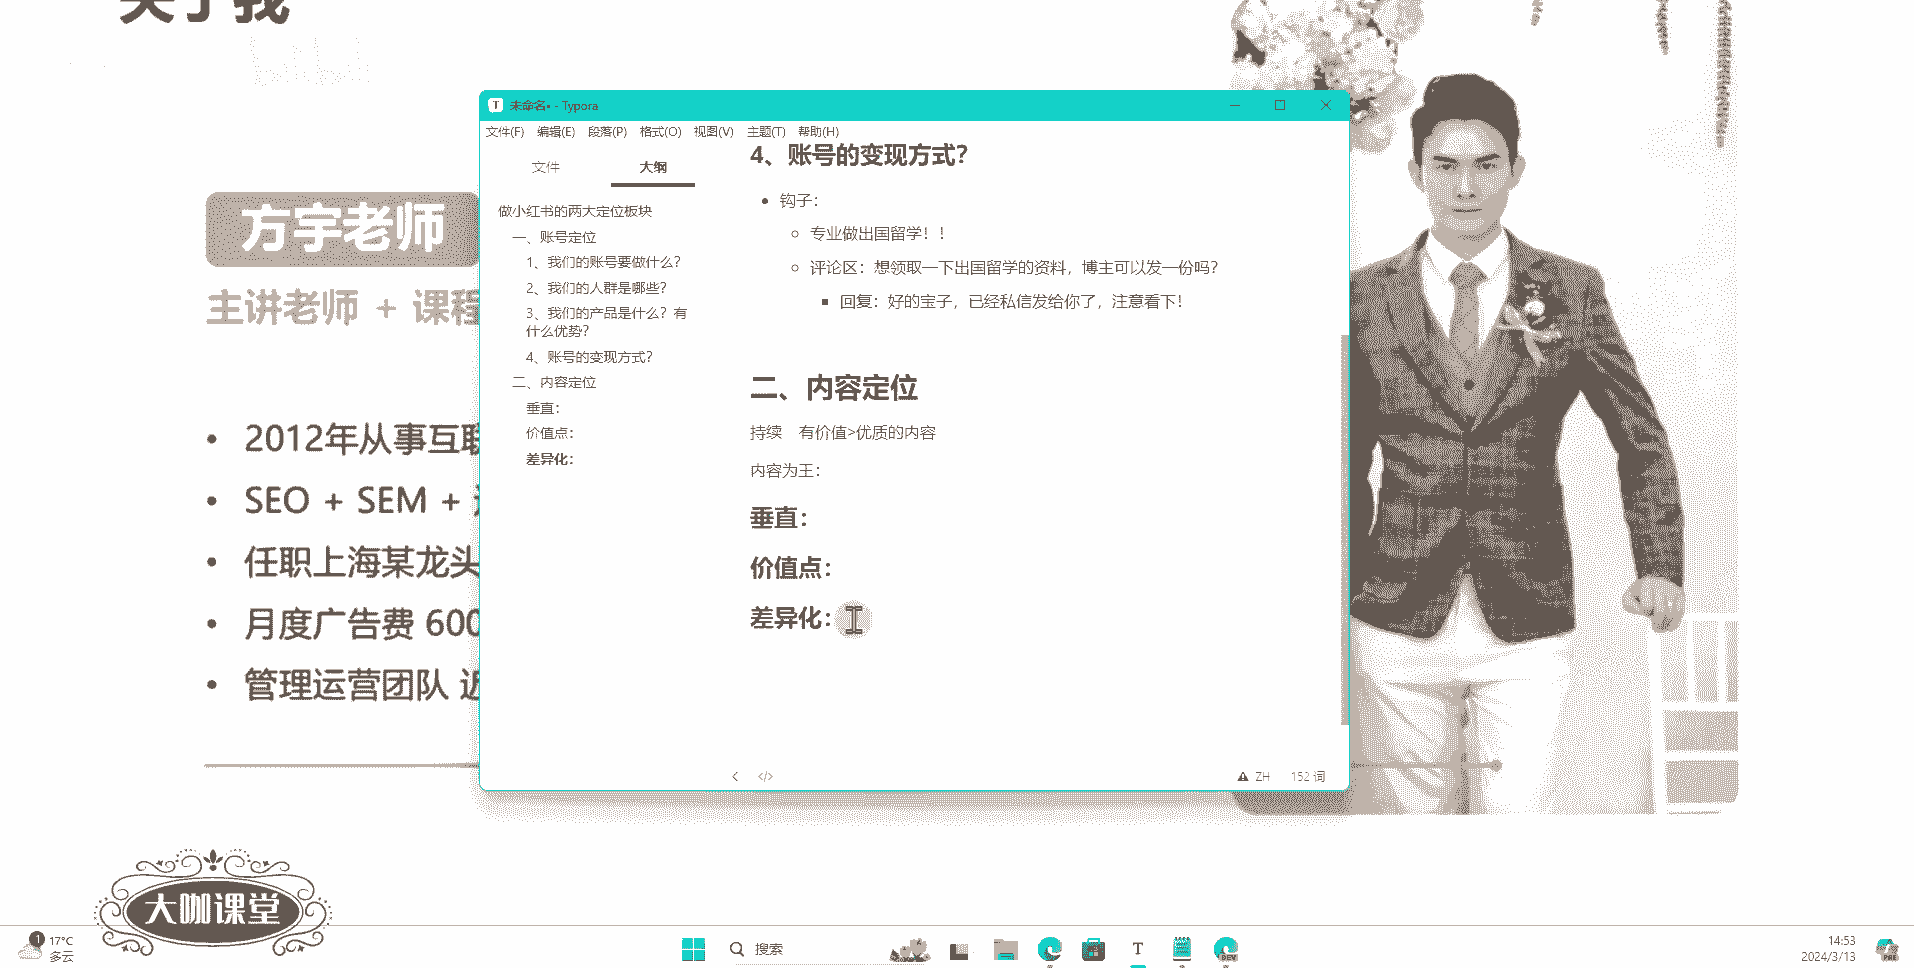 关于我
bilibili
方宇老师
主讲老师 + 课程
2012年从事互联
SEO + SEM +
任职上海某龙头
月度广告费 600
管理运营团队 近
大咖课堂
未命名• - Typora
文件(F) 编辑(E) 段落(P) 格式(O) 视图(V) 主题(T) 帮助(H)
文件 大纲
做小红书的两大定位板块
一、账号定位
1、我们的账号要做什么？
2、我们的人群是哪些？
3、我们的产品是什么？有
什么优势？
4、账号的变现方式？
二、内容定位
垂直：
价值点：
差异化：
4、账号的变现方式？
钩子：
专业做出国留学！！
评论区：想领取一下出国留学的资料，博主可以发一份吗？
回复：好的宝子，已经私信发给你了，注意看下！
二、内容定位
持续 有价值>优质的内容
内容为王：
垂直：
价值点：
差异化：
ZH 152 词
1
17°C
多云
搜索
DEV
14:53
2024/3/13
PRE